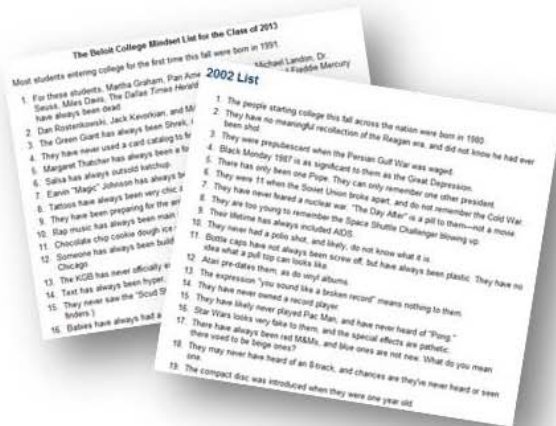 The Beloit College Mindset List for the Class of 2013
Most students entering college for the first time this fall were born in 1991.
1. For these students, Martha Graham, Pan Ame Michael Landon, Dr.
Seuss, Miles Davis, The Dallas Times Herald Freddie Mercury
have always been dead
2. Dan Rostenkowski, Jack Kevorkian, and M
3. The Green Giant has always been Shrek,
4. They have never used a card catalog to f
5. Margaret Thatcher has always been a fo
6. Salsa has always outsold ketchup.
7. Earvin "Magic" Johnson has always b
8. Tattoos have always been very chic a
9. They have been preparing for the arr
10. Rap music has always been main
11. Chocolate chip cookie dough ice
12. Someone has always been build
Chicago.
13. The KGB has never officially e
14. Text has always been hyper.
15. They never saw the "Scud S
finders.)
16. Babies have always had a
2002 List
1. The people starting college this fall across the nation were born in 1980.
2. They have no meaningful recollection of the Reagan era, and did not know he had ever
been shot.
3. They were prepubescent when the Persian Gulf War was waged.
4. Black Monday 1987 is as significant to them as the Great Depression.
5. There has only been one Pope. They can only remember one other president.
6. They were 11 when the Soviet Union broke apart, and do not remember the Cold War.
7. They have never feared a nuclear war. "The Day After" is a pill to them—not a movie.
8. They are too young to remember the Space Shuttle Challenger blowing up.
9. Their lifetime has always included AIDS.
10. They never had a polio shot, and likely, do not know what it is.
11. Bottle caps have not always been screw off, but have always been plastic. They have no
idea what a pull top can looks like.
12. Atari pre-dates them, as do vinyl albums.
13. The expression "you sound like a broken record" means nothing to them.
14. They have never owned a record player.
15. They have likely never played Pac Man, and have never heard of "Pong."
16. Star Wars looks very fake to them, and the special effects are pathetic.
17. There have always been red M&Ms, and blue ones are not new. What do you mean
there used to be beige ones?
18. They may never have heard of an 8-track, and chances are they've never heard or seen
one.
19. The compact disc was introduced when they were one year old.